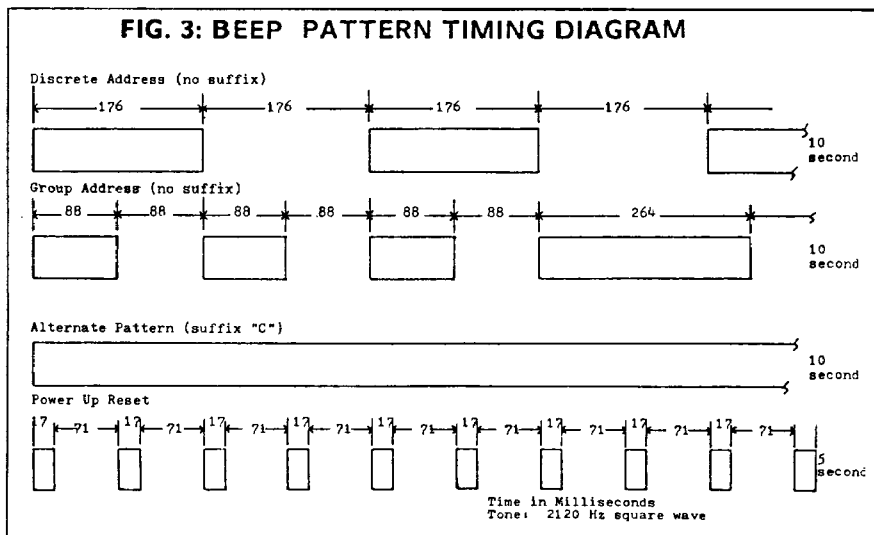 FIG. 3: BEEP PATTERN TIMING DIAGRAM
Discrete Address (no suffix)
176 176 176 176
10
second
Group Address (no suffix)
88 88 88 88 88 88 264
10
second
Alternate Pattern (suffix "C")
10
second
Power Up Reset
17 17 17 17 17 17 17 17 17
71 71 71 71 71 71 71 71 71
5
second
Time in Milliseconds
Tone: 2120 Hz square wave